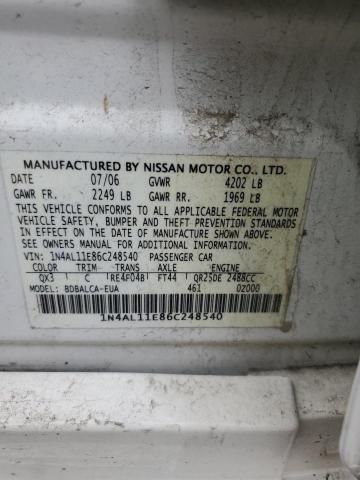 MANUFACTURED BY NISSAN MOTOR CO., LTD.
DATE 07/06 GVWR 4202 LB
GAWR FR. 2249 LB GAWR RR. 1969 LB
THIS VEHICLE CONFORMS TO ALL APPLICABLE FEDERAL MOTOR
VEHICLE SAFETY, BUMPER AND THEFT PREVENTION STANDARDS
IN EFFECT ON THE DATE OF MANUFACTURE SHOWN ABOVE.
SEE OWNERS MANUAL FOR ADDITIONAL INFORMATION.
VIN: 1N4AL11E86C248540 PASSENGER CAR
COLOR TRIM TRANS AXLE ENGINE
QX3 C RE4F04B FT44 QR25DE 2488CC
MODEL: BDBALCA-EUA 461 02000
1N4AL11E86C248540